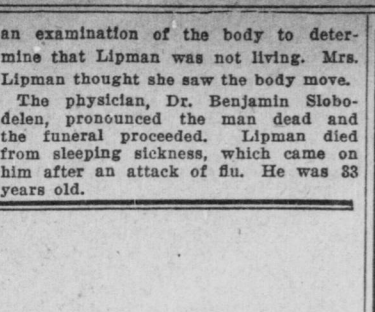 an examination of the body to deter-
mine that Lipman was not living. Mrs.
Lipman thought she saw the body move.
The physician, Dr. Benjamin Slobo-
delen, pronounced the man dead and
the funeral proceeded. Lipman died
from sleeping sickness, which came on
him after an attack of flu. He was 33
years old.